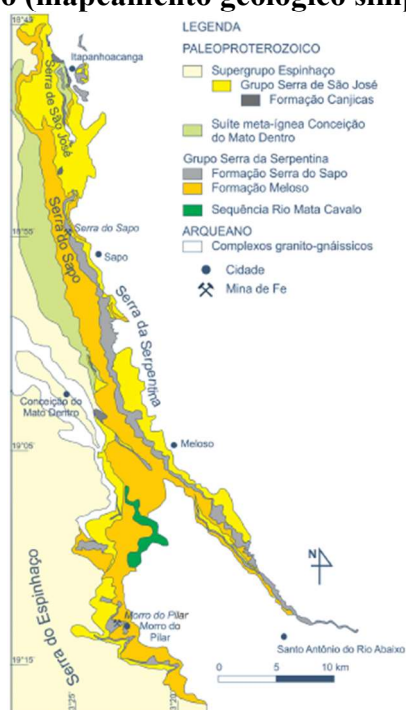 o (mapeamento geológico simp
LEGENDA
PALEOPROTEROZOICO
Supergrupo Espinhaço
Grupo Serra de São José
Formação Canjicas
Suíte meta-ígnea Conceição
do Mato Dentro
Grupo Serra da Serpentina
Formação Serra do Sapo
Formação Meloso
Sequência Rio Mata Cavalo
ARQUEANO
Complexos granito-gnáissicos
Cidade
Mina de Fe
18°45'
Itapanhoacanga
Serra de São José
Serra do Sapo
Serra do Sapo
18°55'
Sapo
Serra da Serpentina
Conceição do
Mato Dentro
19°05'
Meloso
N
Serra do Espinhaço
Morro do Pilar
Morro do
Pilar
Santo Antônio do Rio Abaixo
19°15'
0 5 10 km